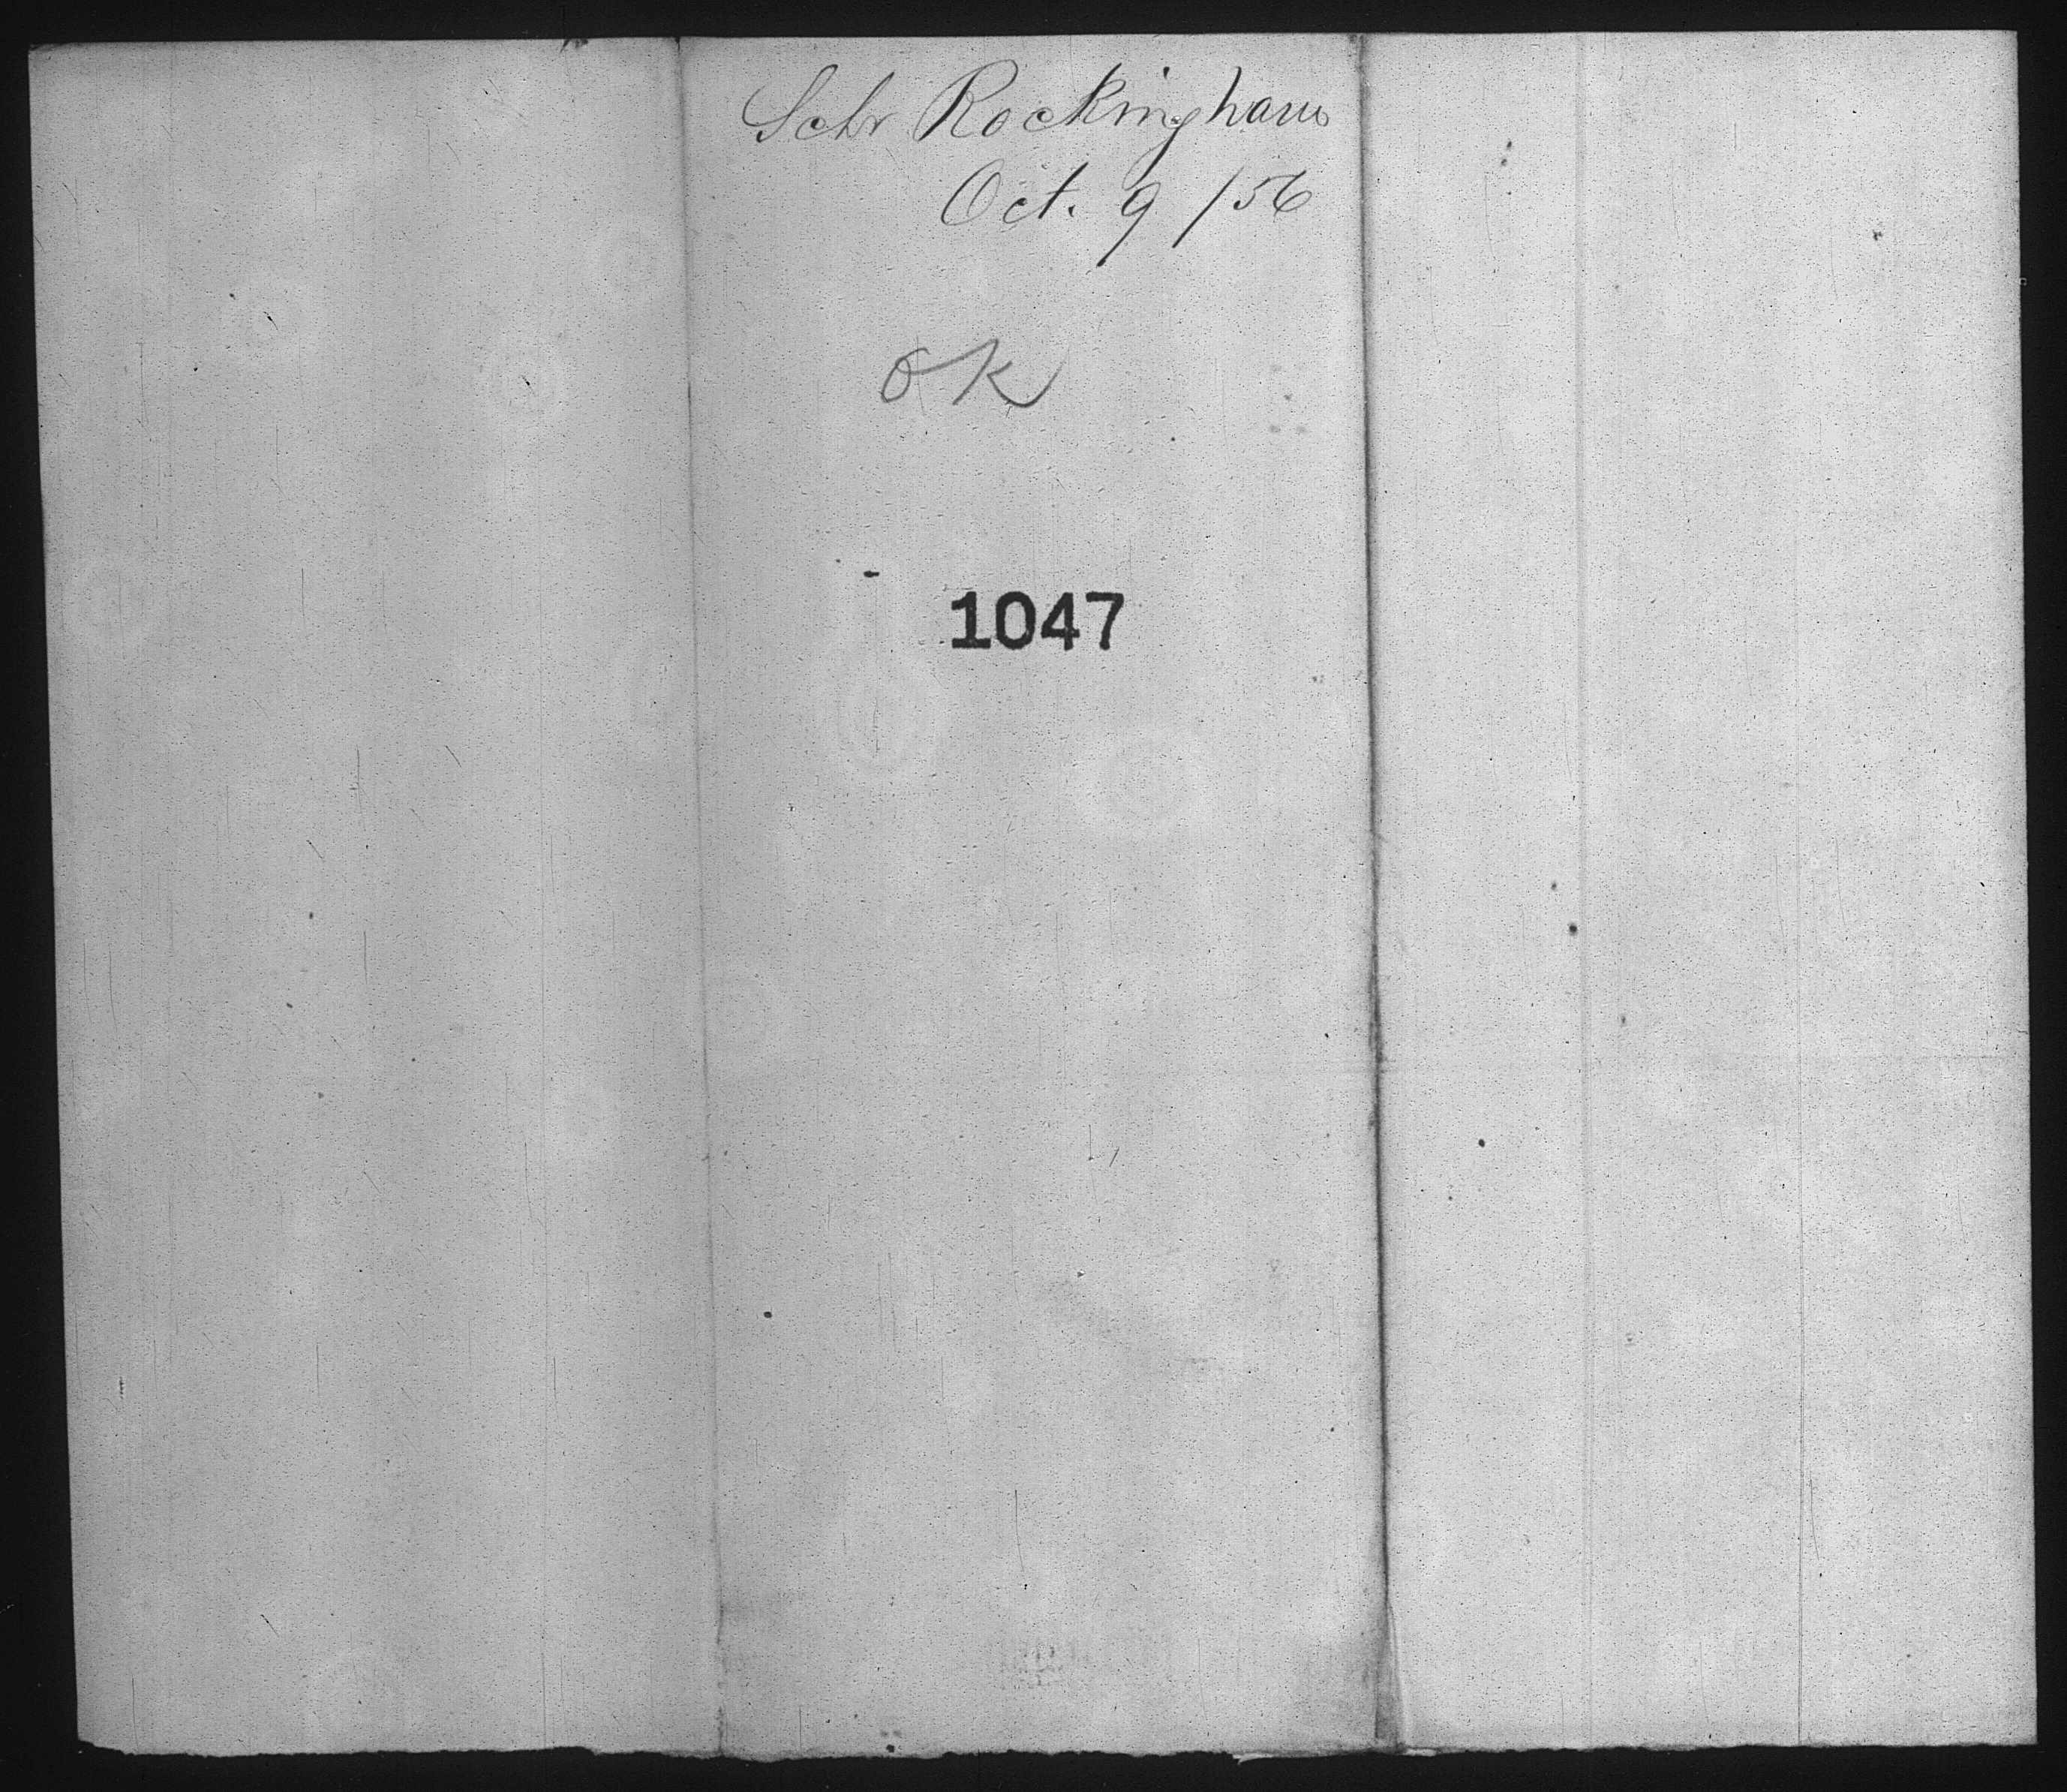 Schr Rockingham
Oct. 9 /56
OK
1047